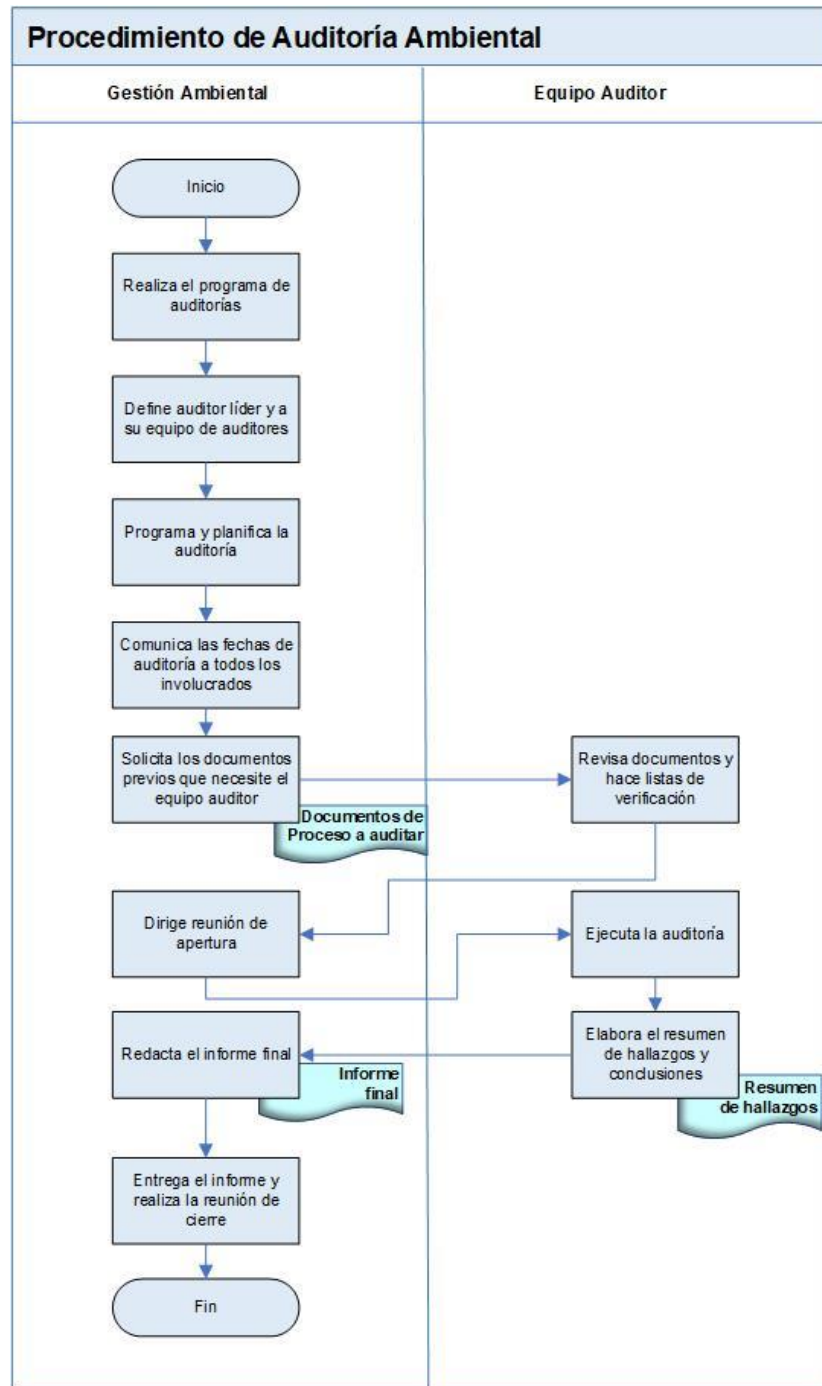 Procedimiento de Auditoría Ambiental
Gestión Ambiental
Equipo Auditor
Inicio
Realiza el programa de
auditorías
Define auditor líder y a
su equipo de auditores
Programa y planifica la
auditoría
Comunica las fechas de
auditoría a todos los
involucrados
Solicita los documentos
previos que necesite el
equipo auditor
Documentos de
Proceso a auditar
Revisa documentos y
hace listas de
verificación
Dirige reunión de
apertura
Ejecuta la auditoría
Elabora el resumen
de hallazgos y
conclusiones
Resumen
de hallazgos
Redacta el informe final
Informe
final
Entrega el informe y
realiza la reunión de
cierre
Fin